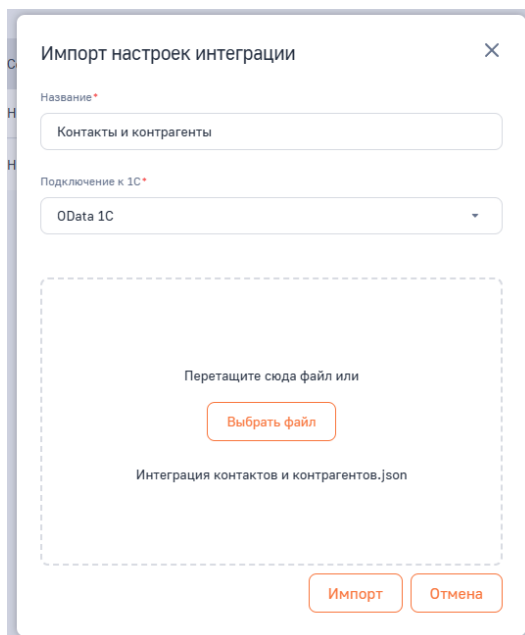 Импорт настроек интеграции
Название*
Контакты и контрагенты
Подключение к 1С*
OData 1C
Перетащите сюда файл или
Выбрать файл
Интеграция контактов и контрагентов.json
Импорт
Отмена